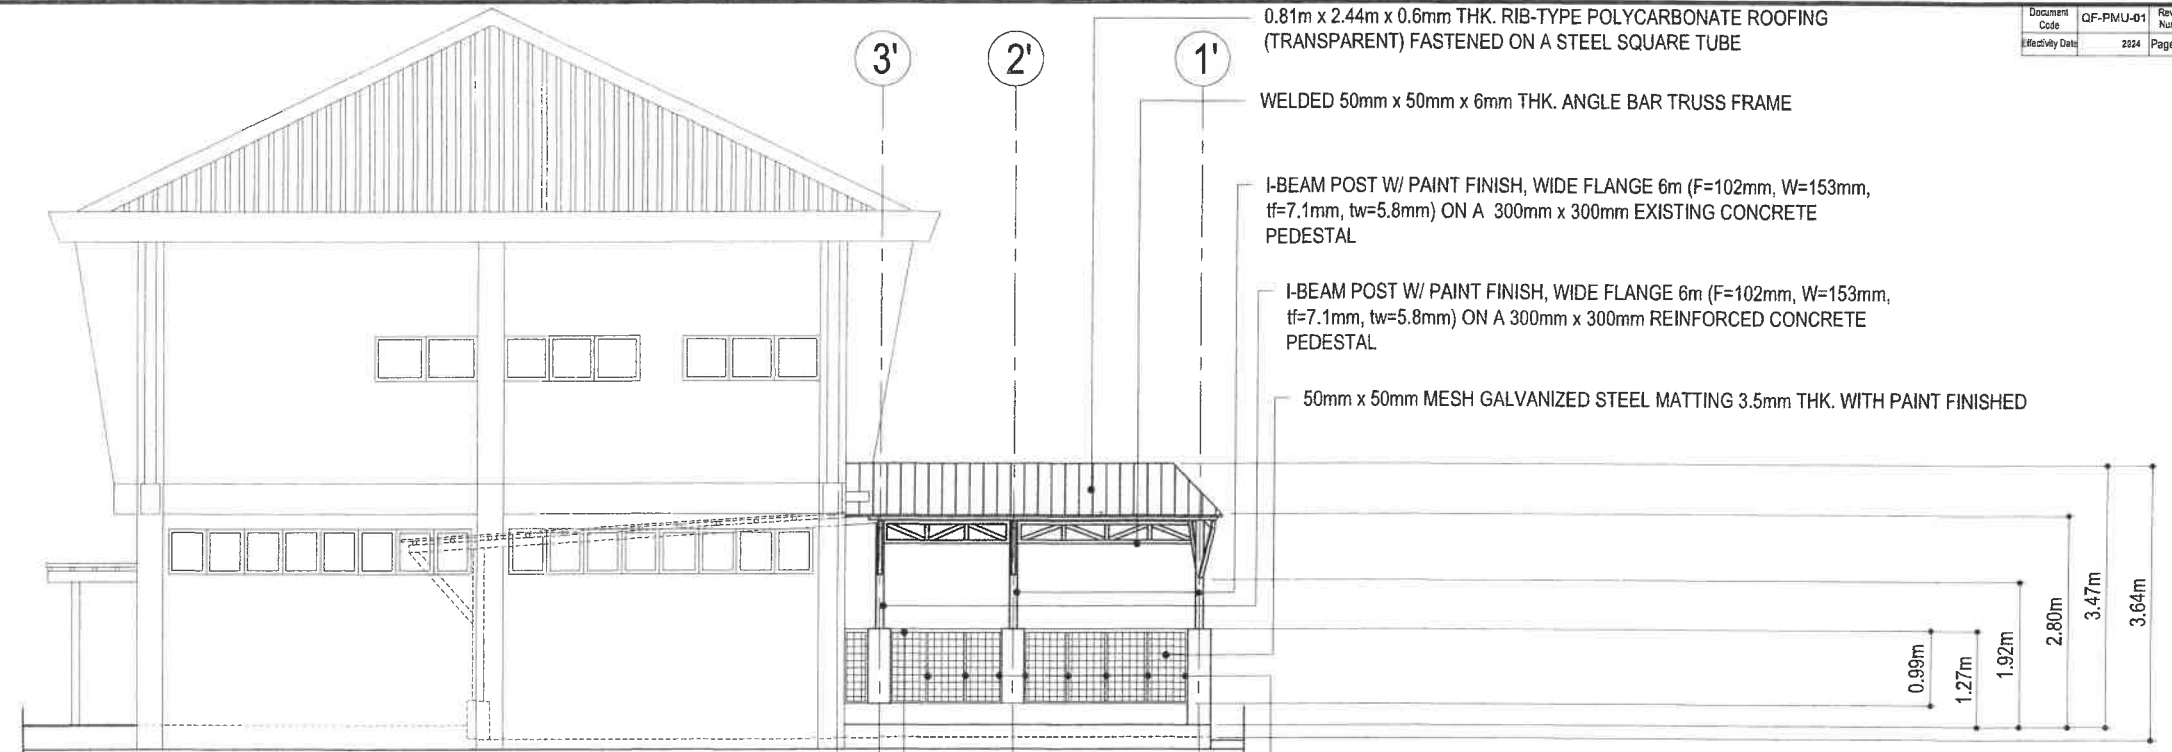 0.81m x 2.44m x 0.6mm THK. RIB-TYPE POLYCARBONATE ROOFING
(TRANSPARENT) FASTENED ON A STEEL SQUARE TUBE
Document Code QF-PMU-01
Effectivity Date 2024 Page
3' 2' 1'
WELDED 50mm x 50mm x 6mm THK. ANGLE BAR TRUSS FRAME
I-BEAM POST W/ PAINT FINISH, WIDE FLANGE 6m (F=102mm, W=153mm,
tf=7.1mm, tw=5.8mm) ON A 300mm x 300mm EXISTING CONCRETE
PEDESTAL
I-BEAM POST W/ PAINT FINISH, WIDE FLANGE 6m (F=102mm, W=153mm,
tf=7.1mm, tw=5.8mm) ON A 300mm x 300mm REINFORCED CONCRETE
PEDESTAL
50mm x 50mm MESH GALVANIZED STEEL MATTING 3.5mm THK. WITH PAINT FINISHED
0.99m
1.27m
1.92m
2.80m
3.47m
3.64m